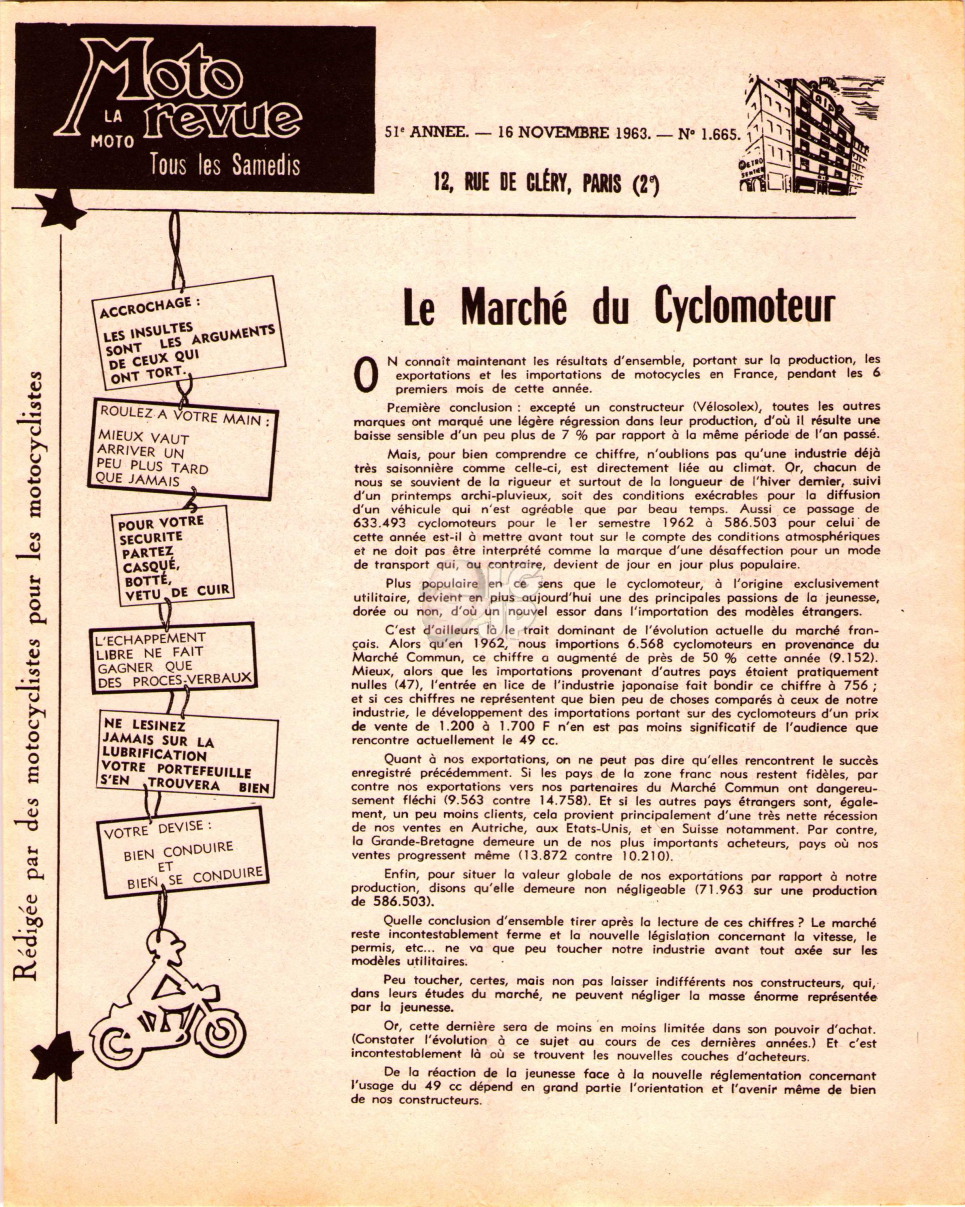 Moto
revue
LA
MOTO
Tous les Samedis
51e ANNEE. — 16 NOVEMBRE 1963. — No 1.665.
12, RUE DE CLÉRY, PARIS (2e)
METRO
SENTIER
Rédigée par des motocyclistes pour les motocyclistes
ACCROCHAGE :
LES INSULTES
SONT LES ARGUMENTS
DE CEUX QUI
ONT TORT.
ROULEZ A VOTRE MAIN :
MIEUX VAUT
ARRIVER UN
PEU PLUS TARD
QUE JAMAIS
POUR VOTRE
SECURITE
PARTEZ
CASQUÉ,
BOTTÉ,
VETU DE CUIR
L'ECHAPPEMENT
LIBRE NE FAIT
GAGNER QUE
DES PROCES-VERBAUX
NE LESINEZ
JAMAIS SUR LA
LUBRIFICATION
VOTRE PORTEFEUILLE
S'EN TROUVERA BIEN
VOTRE DEVISE :
BIEN CONDUIRE
ET
BIEN SE CONDUIRE
Le Marché du Cyclomoteur
ON connaît maintenant les résultats d'ensemble, portant sur la production, les
exportations et les importations de motocycles en France, pendant les 6
premiers mois de cette année.
Première conclusion : excepté un constructeur (Vélosolex), toutes les autres
marques ont marqué une légère régression dans leur production, d'où il résulte une
baisse sensible d'un peu plus de 7 % par rapport à la même période de l'an passé.
Mais, pour bien comprendre ce chiffre, n'oublions pas qu'une industrie déjà
très saisonnière comme celle-ci, est directement liée au climat. Or, chacun de
nous se souvient de la rigueur et surtout de la longueur de l'hiver dernier, suivi
d'un printemps archi-pluvieux, soit des conditions exécrables pour la diffusion
d'un véhicule qui n'est agréable que par beau temps. Aussi ce passage de
633.493 cyclomoteurs pour le 1er semestre 1962 à 586.503 pour celui de
cette année est-il à mettre avant tout sur le compte des conditions atmosphériques
et ne doit pas être interprété comme la marque d'une désaffection pour un mode
de transport qui, au contraire, devient de jour en jour plus populaire.
Plus populaire en ce sens que le cyclomoteur, à l'origine exclusivement
utilitaire, devient en plus aujourd'hui une des principales passions de la jeunesse,
dorée ou non, d'où un nouvel essor dans l'importation des modèles étrangers.
C'est d'ailleurs là le trait dominant de l'évolution actuelle du marché fran-
çais. Alors qu'en 1962, nous importions 6.568 cyclomoteurs en provenance du
Marché Commun, ce chiffre a augmenté de près de 50 % cette année (9.152).
Mieux, alors que les importations provenant d'autres pays étaient pratiquement
nulles (47), l'entrée en lice de l'industrie japonaise fait bondir ce chiffre à 756 ;
et si ces chiffres ne représentent que bien peu de choses comparés à ceux de notre
industrie, le développement des importations portant sur des cyclomoteurs d'un prix
de vente de 1.200 à 1.700 F n'en est pas moins significatif de l'audience que
rencontre actuellement le 49 cc.
Quant à nos exportations, on ne peut pas dire qu'elles rencontrent le succès
enregistré précédemment. Si les pays de la zone franc nous restent fidèles, par
contre nos exportations vers nos partenaires du Marché Commun ont dangereu-
sement fléchi (9.563 contre 14.758). Et si les autres pays étrangers sont, égale-
ment, un peu moins clients, cela provient principalement d'une très nette récession
de nos ventes en Autriche, aux Etats-Unis, et en Suisse notamment. Par contre,
la Grande-Bretagne demeure un de nos plus importants acheteurs, pays où nos
ventes progressent même (13.872 contre 10.210).
Enfin, pour situer la valeur globale de nos exportations par rapport à notre
production, disons qu'elle demeure non négligeable (71.963 sur une production
de 586.503).
Quelle conclusion d'ensemble tirer après la lecture de ces chiffres ? Le marché
reste incontestablement ferme et la nouvelle législation concernant la vitesse, le
permis, etc... ne va que peu toucher notre industrie avant tout axée sur les
modèles utilitaires.
Peu toucher, certes, mais non pas laisser indifférents nos constructeurs, qui,
dans leurs études du marché, ne peuvent négliger la masse énorme représentée
par la jeunesse.
Or, cette dernière sera de moins en moins limitée dans son pouvoir d'achat.
(Constater l'évolution à ce sujet au cours de ces dernières années.) Et c'est
incontestablement là où se trouvent les nouvelles couches d'acheteurs.
De la réaction de la jeunesse face à la nouvelle réglementation concernant
l'usage du 49 cc dépend en grand partie l'orientation et l'avenir même de bien
de nos constructeurs.